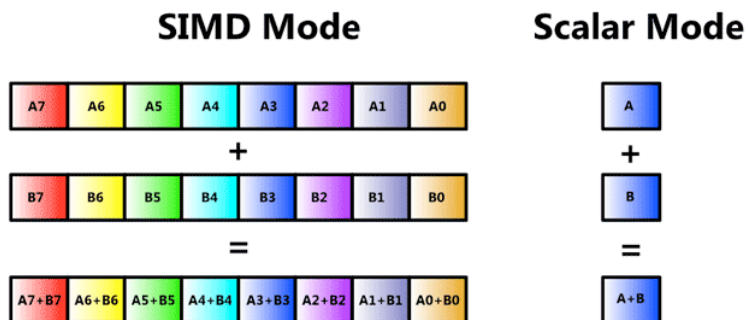 SIMD Mode Scalar Mode
A7 A6 A5 A4 A3 A2 A1 A0 A
+ +
B7 B6 B5 B4 B3 B2 B1 B0 B
= =
A7+B7 A6+B6 A5+B5 A4+B4 A3+B3 A2+B2 A1+B1 A0+B0 A+B